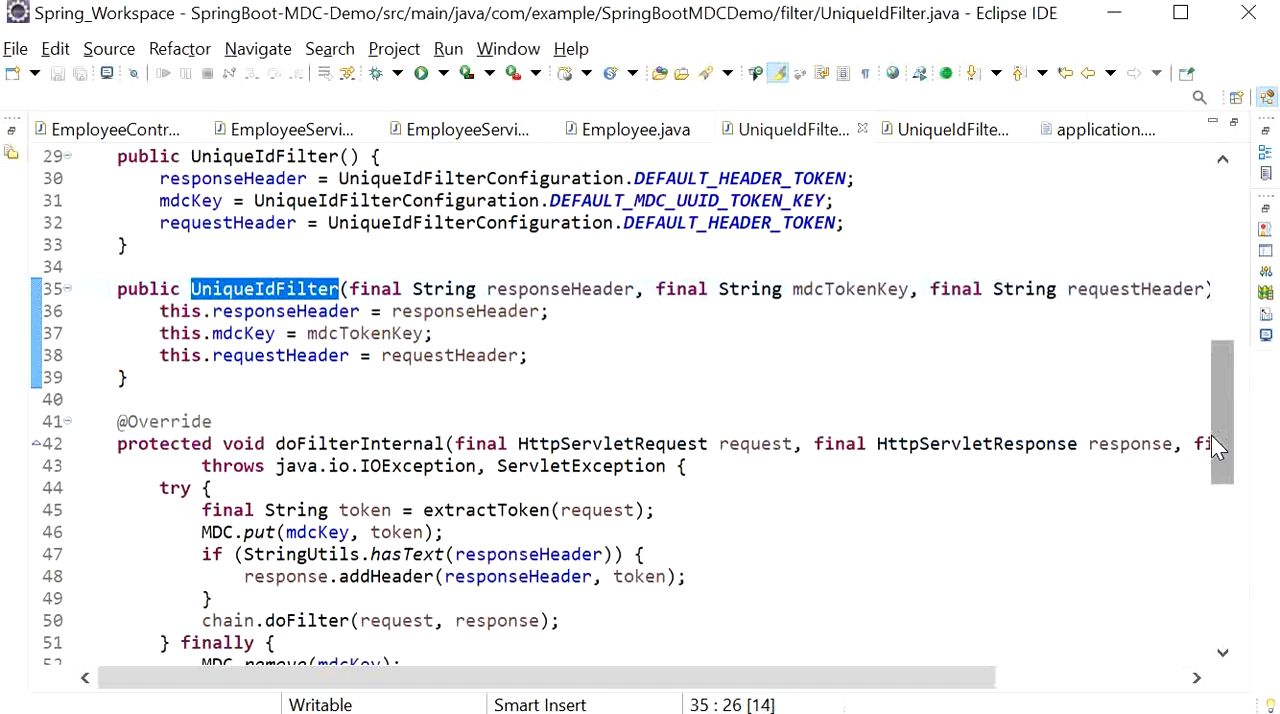 Spring_Workspace - SpringBoot-MDC-Demo/src/main/java/com/example/SpringBootMDCDemo/filter/UniqueIdFilter.java - Eclipse IDE
File Edit Source Refactor Navigate Search Project Run Window Help
EmployeeContr... EmployeeServi... EmployeeServi... Employee.java UniqueIdFilte... UniqueIdFilte... application....
29 public UniqueIdFilter() {
30 responseHeader = UniqueIdFilterConfiguration.DEFAULT_HEADER_TOKEN;
31 mdcKey = UniqueIdFilterConfiguration.DEFAULT_MDC_UUID_TOKEN_KEY;
32 requestHeader = UniqueIdFilterConfiguration.DEFAULT_HEADER_TOKEN;
33 }
34
35 public UniqueIdFilter(final String responseHeader, final String mdcTokenKey, final String requestHeader)
36 this.responseHeader = responseHeader;
37 this.mdcKey = mdcTokenKey;
38 this.requestHeader = requestHeader;
39 }
40
41 @Override
42 protected void doFilterInternal(final HttpServletRequest request, final HttpServletResponse response, fi
43 throws java.io.IOException, ServletException {
44 try {
45 final String token = extractToken(request);
46 MDC.put(mdcKey, token);
47 if (StringUtils.hasText(responseHeader)) {
48 response.addHeader(responseHeader, token);
49 }
50 chain.doFilter(request, response);
51 } finally {
52 MDC.remove(mdcKey);
Writable Smart Insert 35 : 26 [14]